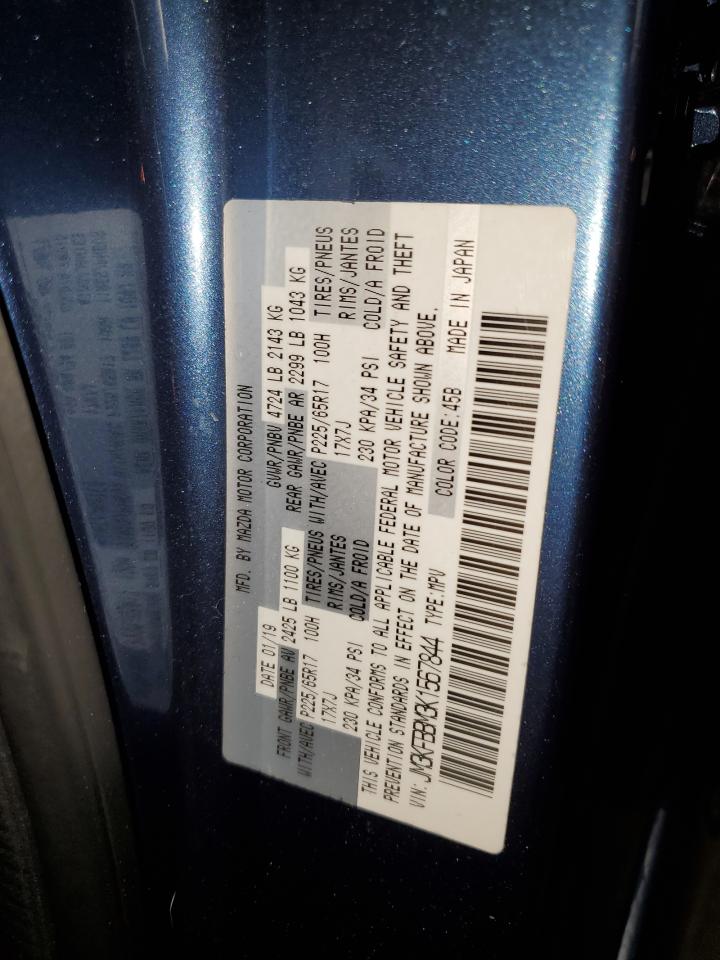 MFD. BY MAZDA MOTOR CORPORATION
DATE 01/19 GVWR/PNBV 4724 LB 2143 KG
FRONT GAWR/PNBE AV 2425 LB 1100 KG REAR GAWR/PNBE AR 2299 LB 1043 KG
WITH/AVEC P225/65R17 100H TIRES/PNEUS WITH/AVEC P225/65R17 100H TIRES/PNEUS
17X7J RIMS/JANTES 17X7J RIMS/JANTES
230 KPA/34 PSI COLD/A FROID 230 KPA/34 PSI COLD/A FROID
THIS VEHICLE CONFORMS TO ALL APPLICABLE FEDERAL MOTOR VEHICLE SAFETY AND THEFT
PREVENTION STANDARDS IN EFFECT ON THE DATE OF MANUFACTURE SHOWN ABOVE.
VIN: JM3KFBBM3K1567844 TYPE:MPV COLOR CODE:45B MADE IN JAPAN